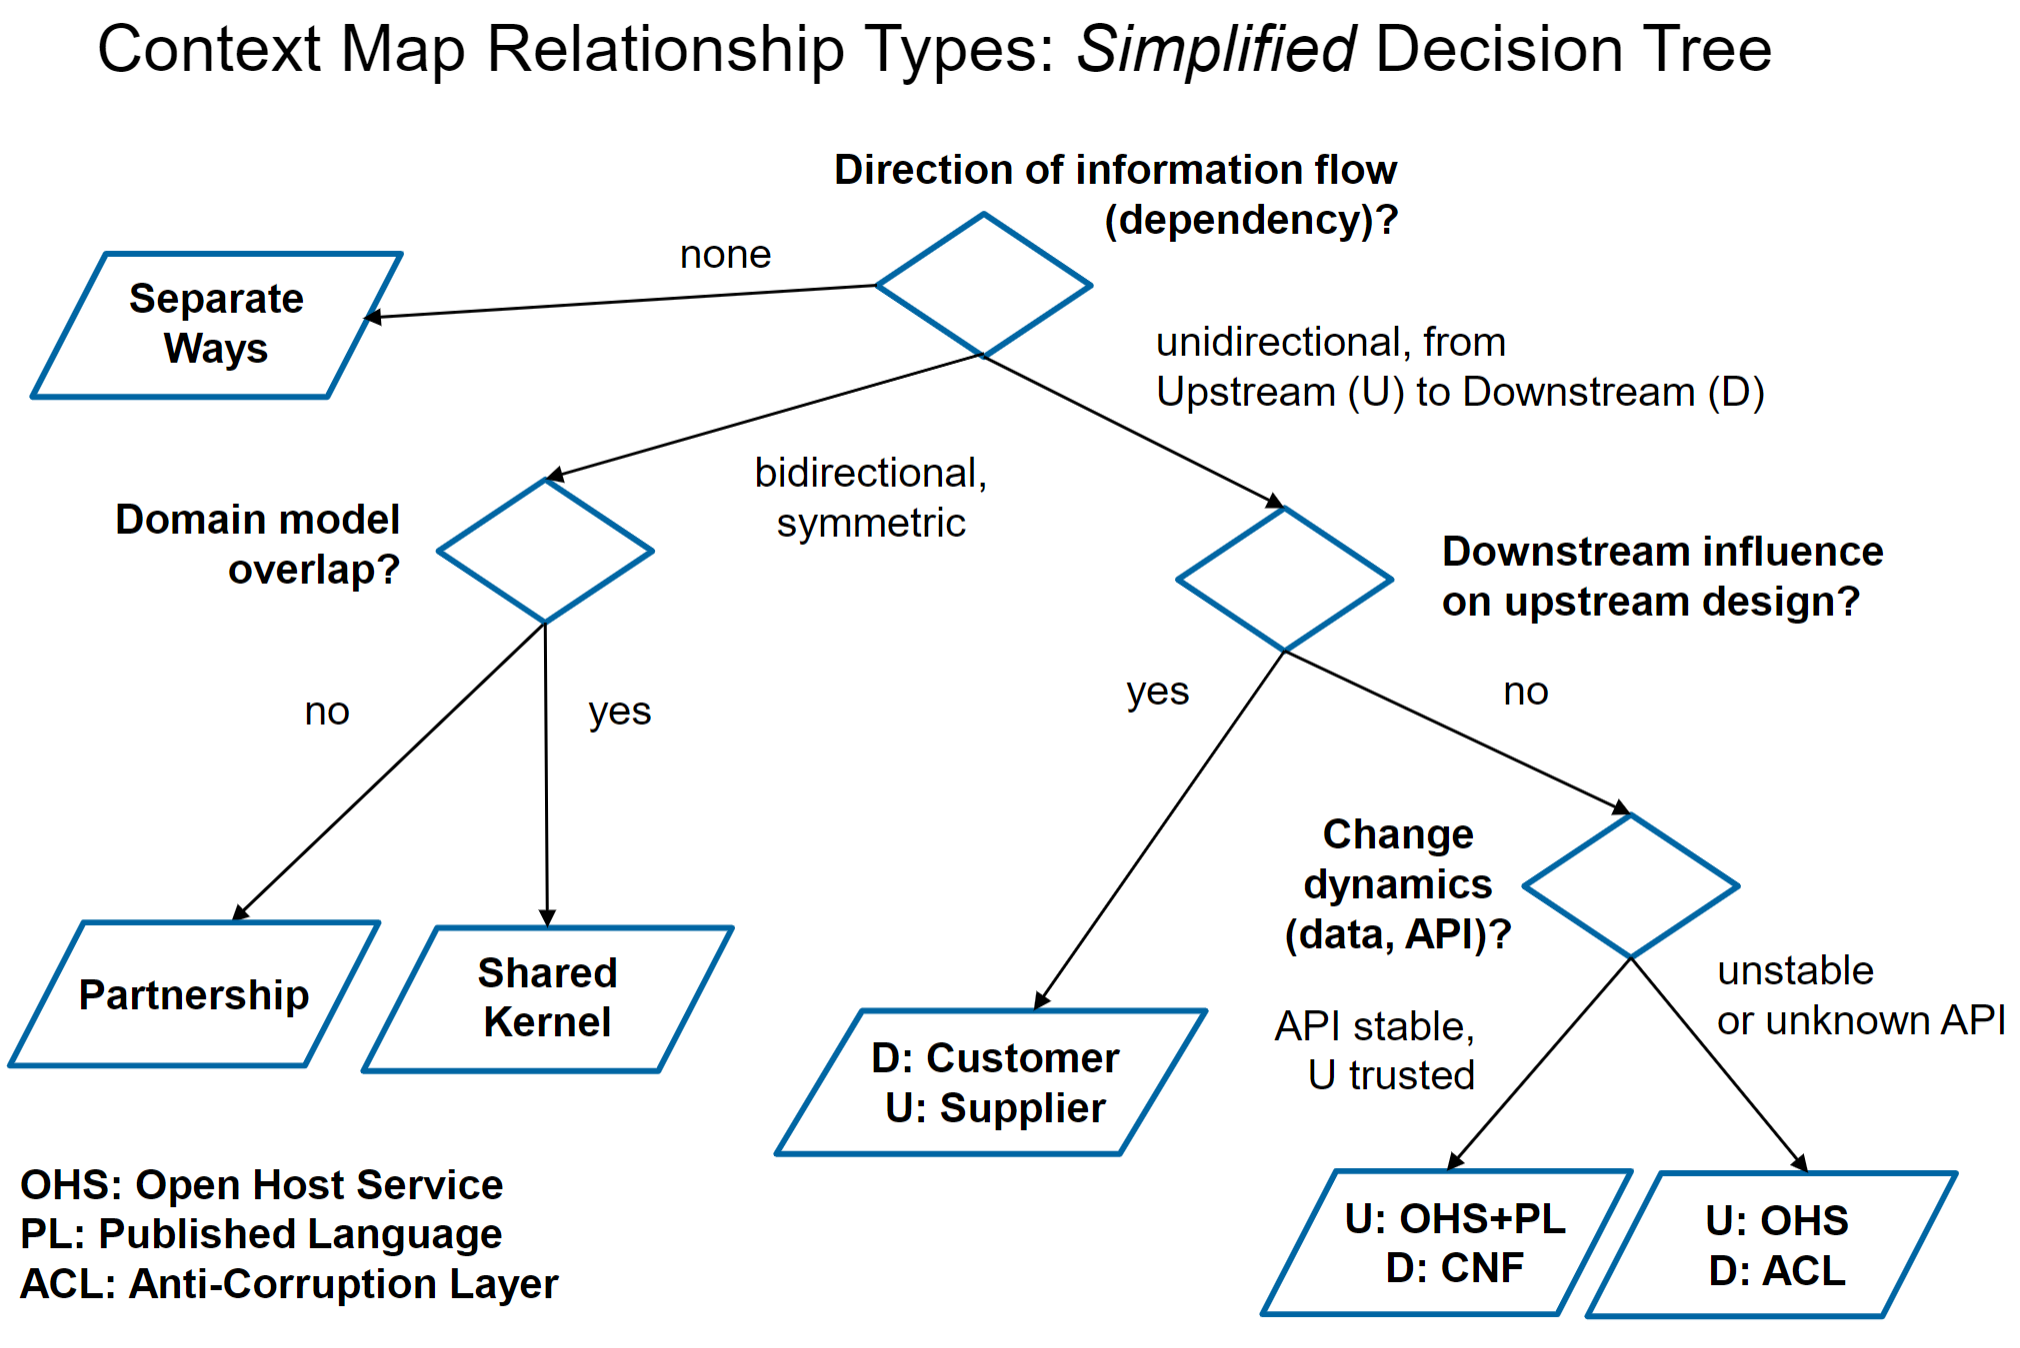 Context Map Relationship Types: Simplified Decision Tree
Direction of information flow
(dependency)?
none
Separate
Ways
unidirectional, from
Upstream (U) to Downstream (D)
bidirectional,
symmetric
Domain model
overlap?
Downstream influence
on upstream design?
no
yes
yes
no
Change
dynamics
(data, API)?
Partnership
Shared
Kernel
unstable
or unknown API
API stable,
U trusted
D: Customer
U: Supplier
U: OHS+PL
D: CNF
U: OHS
D: ACL
OHS: Open Host Service
PL: Published Language
ACL: Anti-Corruption Layer